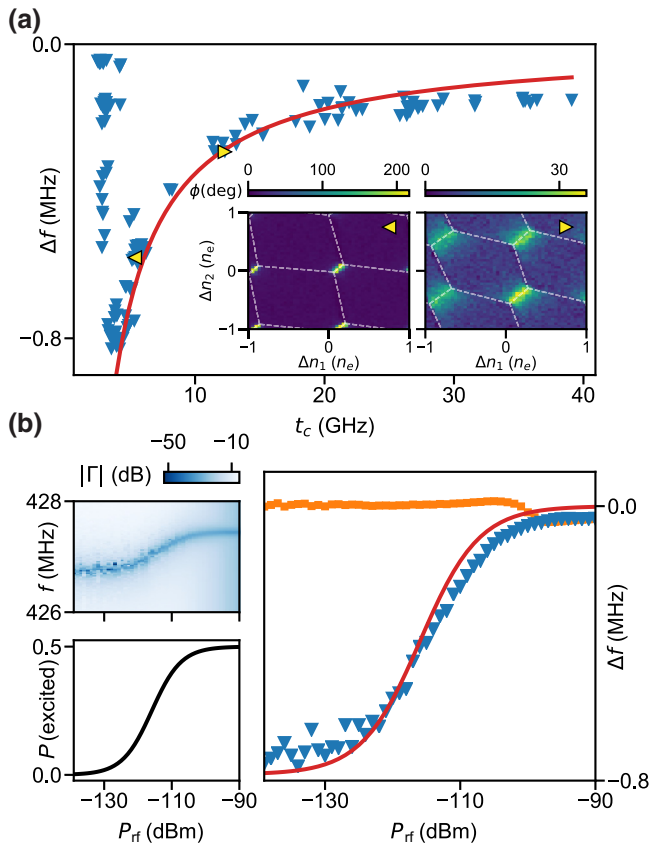 (a)
0.0
−0.8
Δf (MHz)
0 100 200
0 30
ϕ(deg)
1
0
−1
Δn₂ (nₑ)
−1 0 1
−1 0 1
Δn₁ (nₑ)
Δn₁ (nₑ)
10 20 30 40
t_c (GHz)
(b)
−50 −10
|Γ| (dB)
428
426
f (MHz)
0.5
0.0
P (excited)
−130 −110 −90
P_rf (dBm)
0.0
−0.8
Δf (MHz)
−130 −110 −90
P_rf (dBm)